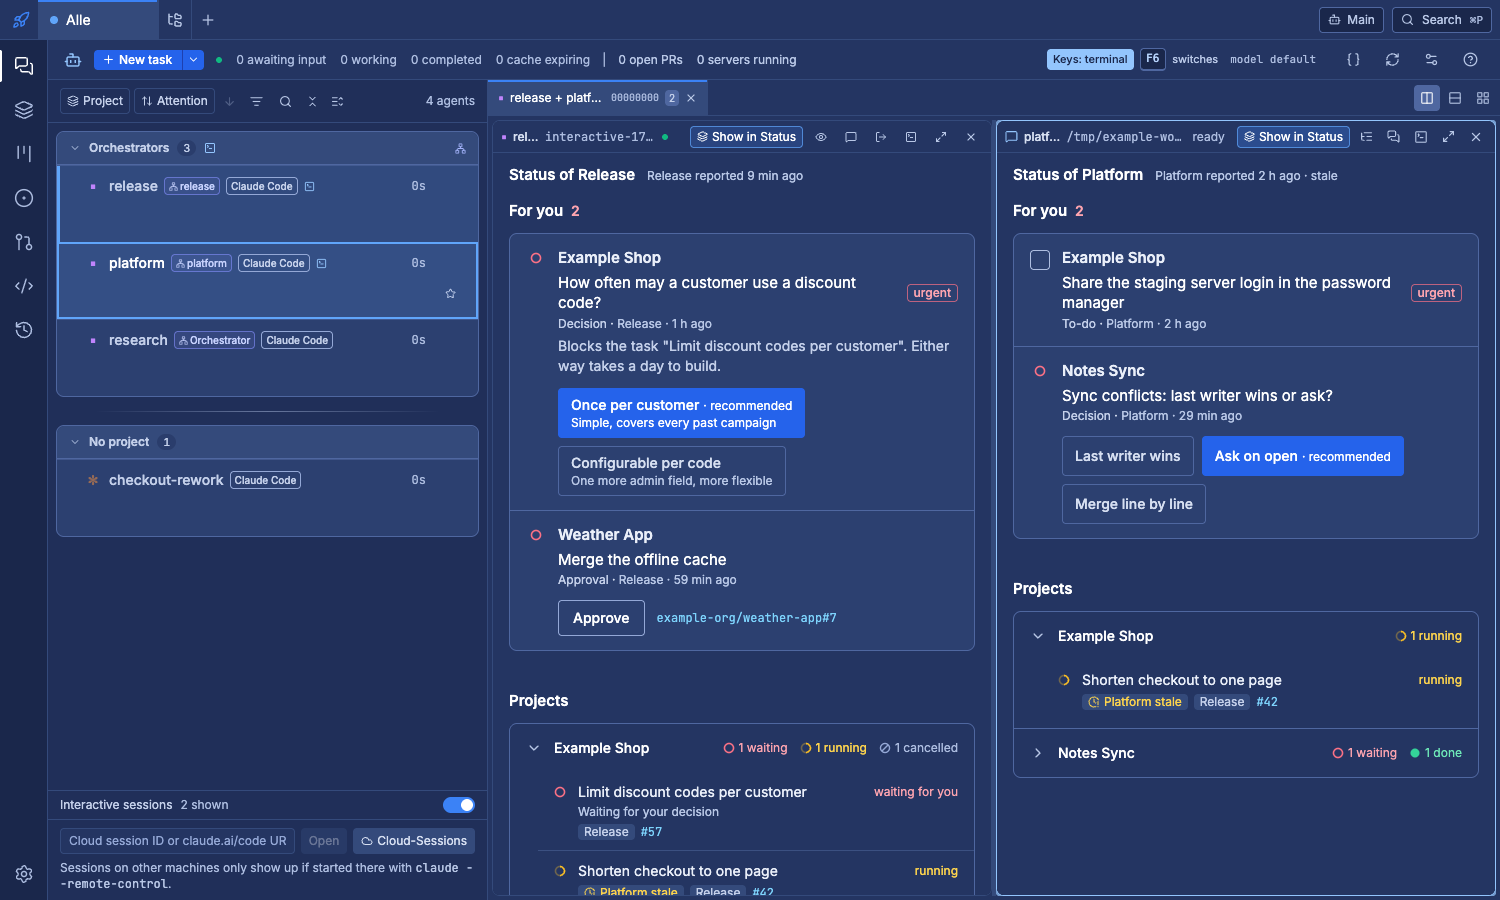 Alle
Main
Search ⌘P
+ New task
0 awaiting input
0 working
0 completed
0 cache expiring
|
0 open PRs
0 servers running
Keys: terminal
F6
switches
model default
Project
Attention
4 agents
Orchestrators 3
release
release
Claude Code
0s
platform
platform
Claude Code
0s
research
Orchestrator
Claude Code
0s
No project 1
checkout-rework
Claude Code
0s
Interactive sessions 2 shown
Cloud session ID or claude.ai/code UR
Open
Cloud-Sessions
Sessions on other machines only show up if started there with claude -
-remote-control.
release + platf... 00000000 2
rel... interactive-17...
Show in Status
Status of Release Release reported 9 min ago
For you 2
Example Shop
How often may a customer use a discount
code?
urgent
Decision · Release · 1 h ago
Blocks the task "Limit discount codes per customer". Either
way takes a day to build.
Once per customer · recommended
Simple, covers every past campaign
Configurable per code
One more admin field, more flexible
Weather App
Merge the offline cache
Approval · Release · 59 min ago
Approve
example-org/weather-app#7
Projects
Example Shop
1 waiting
1 running
1 cancelled
Limit discount codes per customer
waiting for you
Waiting for your decision
Release #57
Shorten checkout to one page
running
Platform stale Release #42
platf... /tmp/example-wo... ready
Show in Status
Status of Platform Platform reported 2 h ago · stale
For you 2
Example Shop
Share the staging server login in the password
manager
urgent
To-do · Platform · 2 h ago
Notes Sync
Sync conflicts: last writer wins or ask?
Decision · Platform · 29 min ago
Last writer wins
Ask on open · recommended
Merge line by line
Projects
Example Shop
1 running
Shorten checkout to one page
running
Platform stale Release #42
Notes Sync
1 waiting
1 done